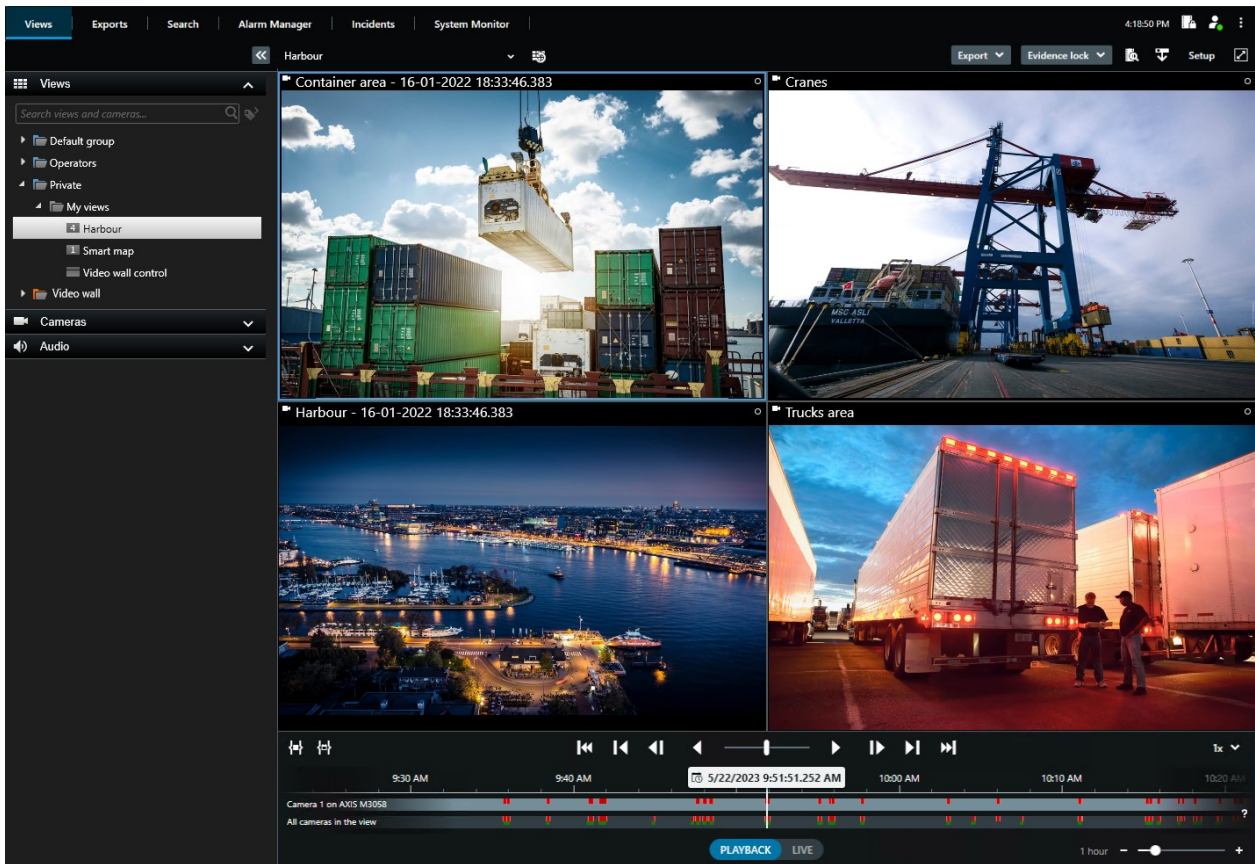 Views Exports Search Alarm Manager Incidents System Monitor 4:18:50 PM
Harbour Export Evidence lock Setup
Views
Search views and cameras...
Default group
Operators
Private
My views
4 Harbour
1 Smart map
Video wall control
Video wall
Cameras
Audio
Container area - 16-01-2022 18:33:46.383
Cranes
MSC ASLI
VALLETTA
Harbour - 16-01-2022 18:33:46.383
Trucks area
1x
9:30 AM 9:40 AM 5/22/2023 9:51:51.252 AM 10:00 AM 10:10 AM 10:20 AM
Camera 1 on AXIS M3058
All cameras in the view ?
PLAYBACK LIVE 1 hour - +